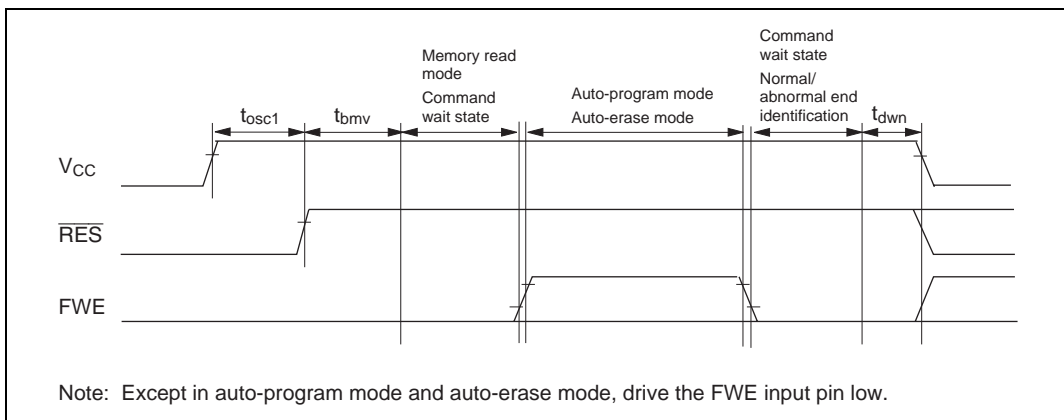 Command
wait state
Normal/
abnormal end
identification
Memory read
mode
Command
wait state
Auto-program mode
Auto-erase mode
tosc1
tbmv
tdwn
VCC
RES
FWE
Note: Except in auto-program mode and auto-erase mode, drive the FWE input pin low.